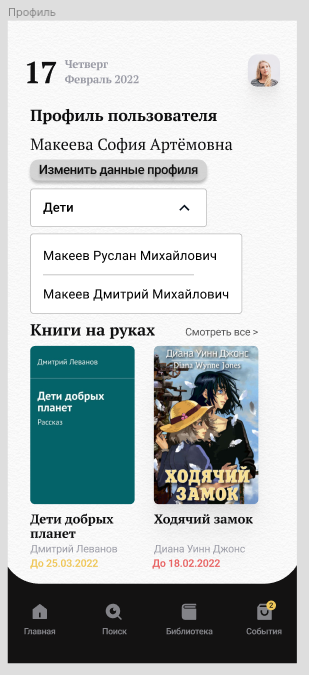 Профиль
17
Четверг
Февраль 2022
Профиль пользователя
Макеева София Артёмовна
Изменить данные профиля
Дети
Макеев Руслан Михайлович
Макеев Дмитрий Михайлович
Книги на руках
Смотреть все >
Дмитрий Леванов
Дети добрых
планет
Рассказ
Диана Уинн Джонс
Diana Wynne Jones
ХОДЯЧИЙ
ЗАМОК
Дети добрых
планет
Дмитрий Леванов
До 25.03.2022
Ходячий замок
Диана Уинн Джонс
До 18.02.2022
Главная
Поиск
Библиотека
2
События